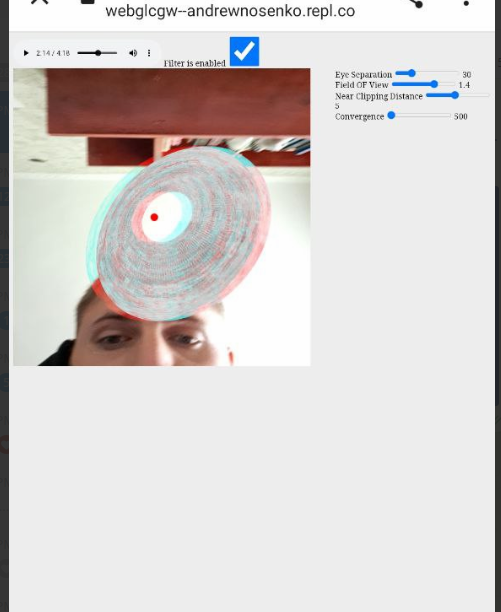 webglcgw--andrewnosenko.repl.co
2:14 / 4:18
Filter is enabled
Eye Separation 30
Field OF View 1.4
Near Clipping Distance
5
Convergence 500